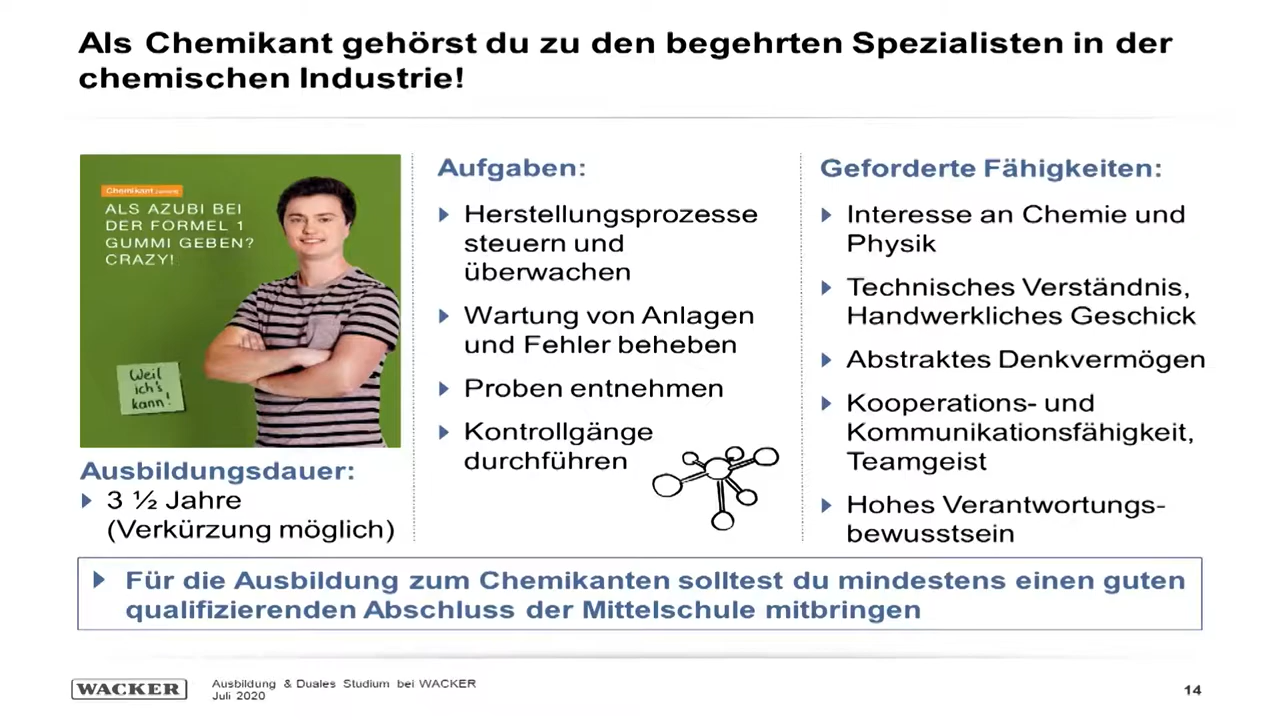 Als Chemikant gehörst du zu den begehrten Spezialisten in der
chemischen Industrie!
Chemikant
ALS AZUBI BEI
DER FORMEL 1
GUMMI GEBEN?
CRAZY!
Weil
ich's
kann!
Ausbildungsdauer:
3 ½ Jahre
(Verkürzung möglich)
Aufgaben:
Herstellungsprozesse
steuern und
überwachen
Wartung von Anlagen
und Fehler beheben
Proben entnehmen
Kontrollgänge
durchführen
Geforderte Fähigkeiten:
Interesse an Chemie und
Physik
Technisches Verständnis,
Handwerkliches Geschick
Abstraktes Denkvermögen
Kooperations- und
Kommunikationsfähigkeit,
Teamgeist
Hohes Verantwortungs-
bewusstsein
Für die Ausbildung zum Chemikanten solltest du mindestens einen guten
qualifizierenden Abschluss der Mittelschule mitbringen
WACKER
Ausbildung & Duales Studium bei WACKER
Juli 2020
14